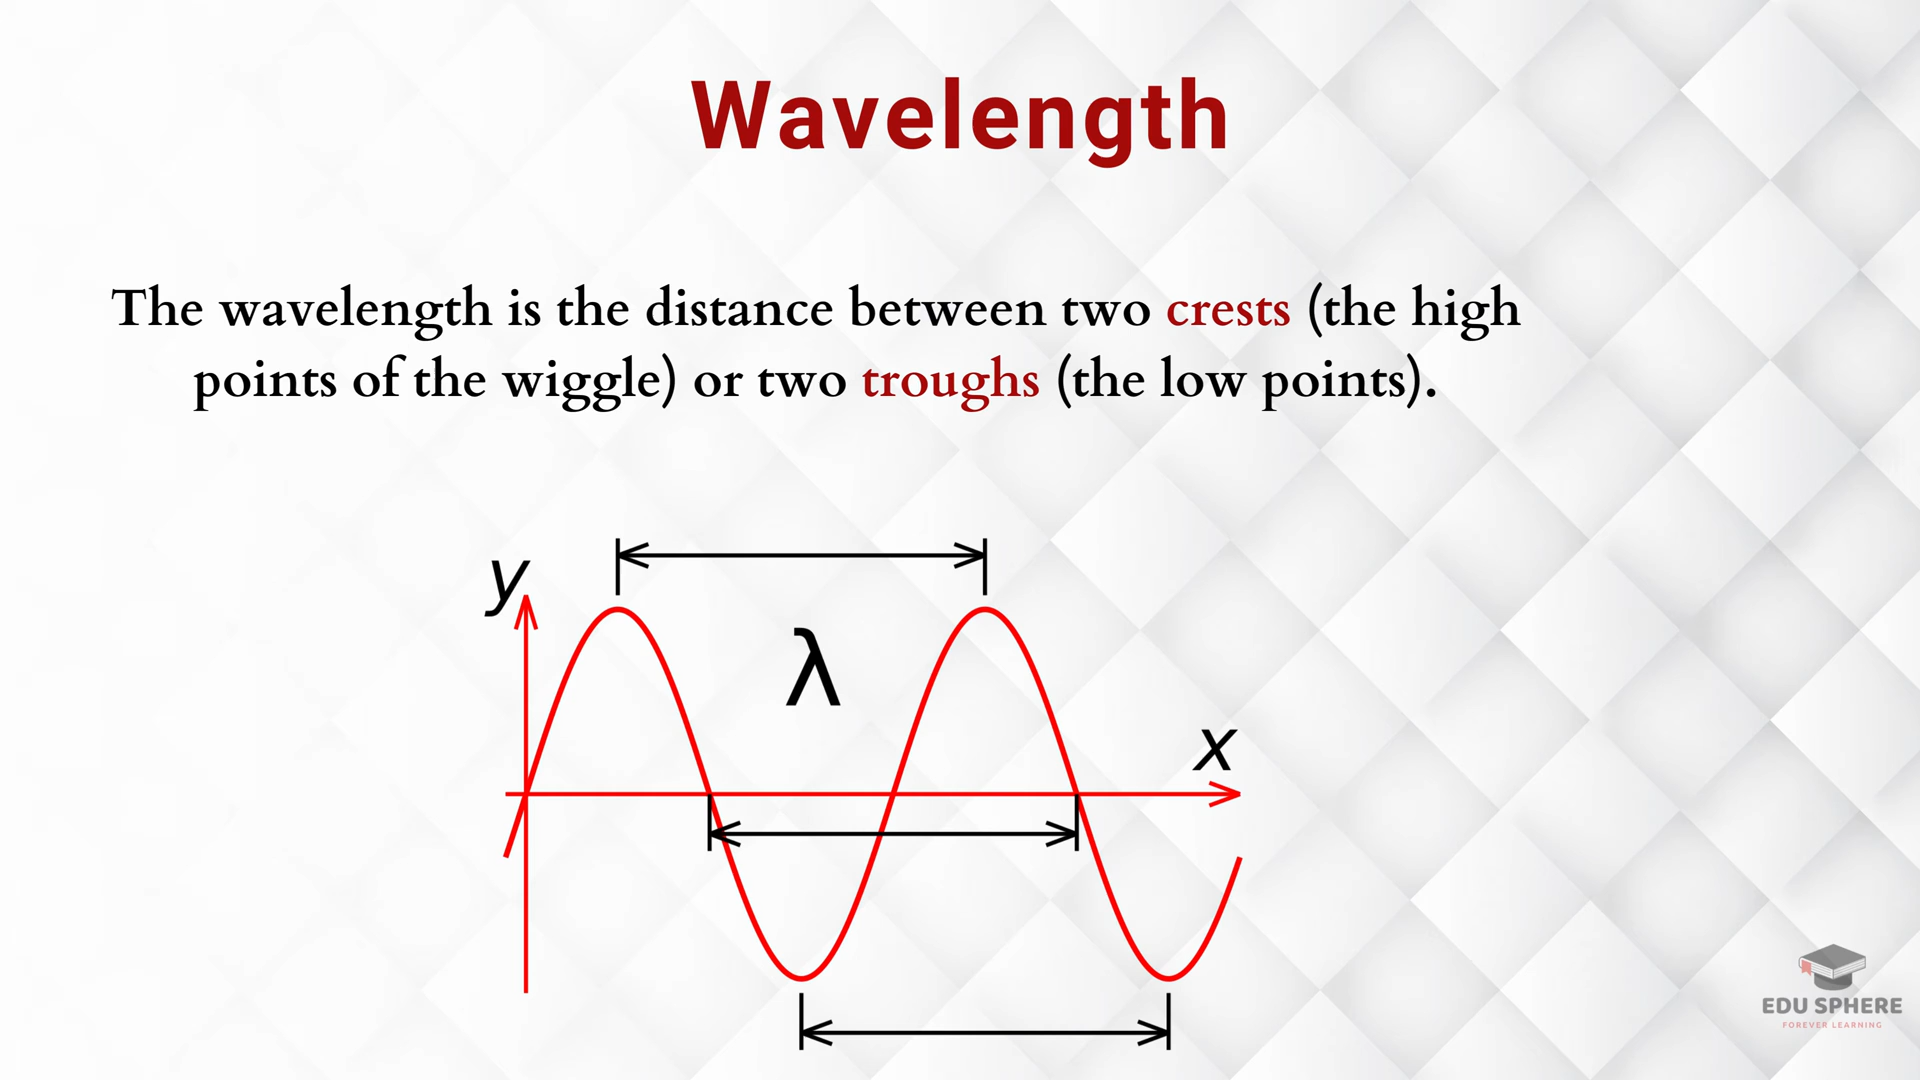 Wavelength
The wavelength is the distance between two crests (the high
points of the wiggle) or two troughs (the low points).
y
λ
x
EDU SPHERE
FOREVER LEARNING